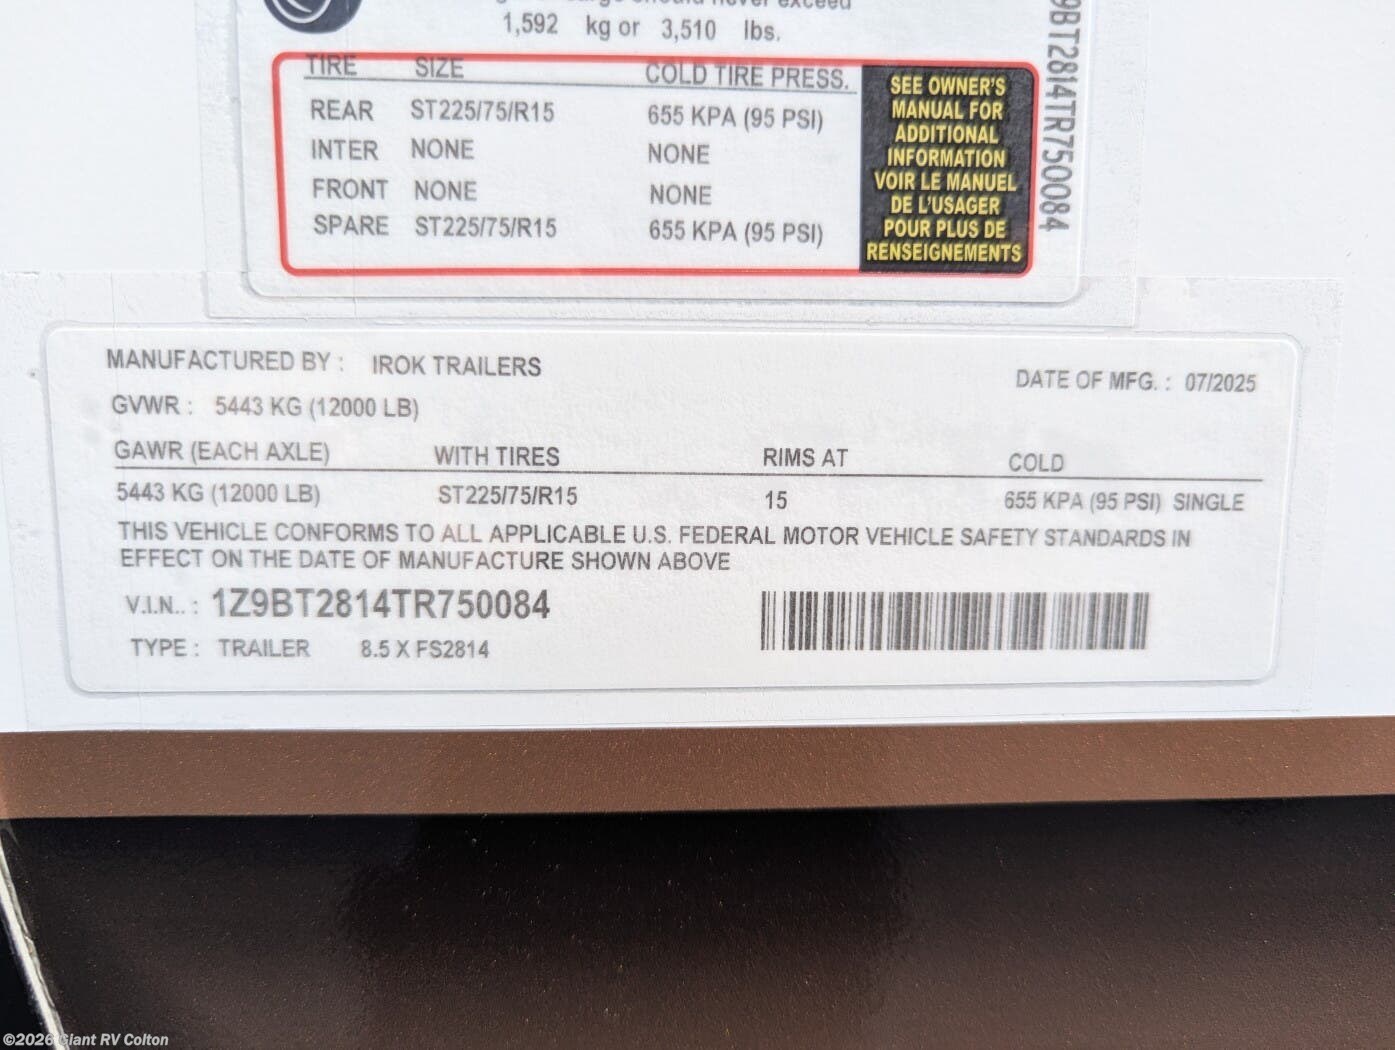 cargo should never exceed
1,592 kg or 3,510 lbs.
TIRE SIZE COLD TIRE PRESS.
REAR ST225/75/R15 655 KPA (95 PSI)
INTER NONE NONE
FRONT NONE NONE
SPARE ST225/75/R15 655 KPA (95 PSI)
SEE OWNER'S
MANUAL FOR
ADDITIONAL
INFORMATION
VOIR LE MANUEL
DE L'USAGER
POUR PLUS DE
RENSEIGNEMENTS
9BT2814TR750084
MANUFACTURED BY : IROK TRAILERS
DATE OF MFG. : 07/2025
GVWR : 5443 KG (12000 LB)
GAWR (EACH AXLE) WITH TIRES RIMS AT COLD
5443 KG (12000 LB) ST225/75/R15 15 655 KPA (95 PSI) SINGLE
THIS VEHICLE CONFORMS TO ALL APPLICABLE U.S. FEDERAL MOTOR VEHICLE SAFETY STANDARDS IN
EFFECT ON THE DATE OF MANUFACTURE SHOWN ABOVE
V.I.N.. : 1Z9BT2814TR750084
TYPE : TRAILER 8.5 X FS2814
©2026 Giant RV Colton